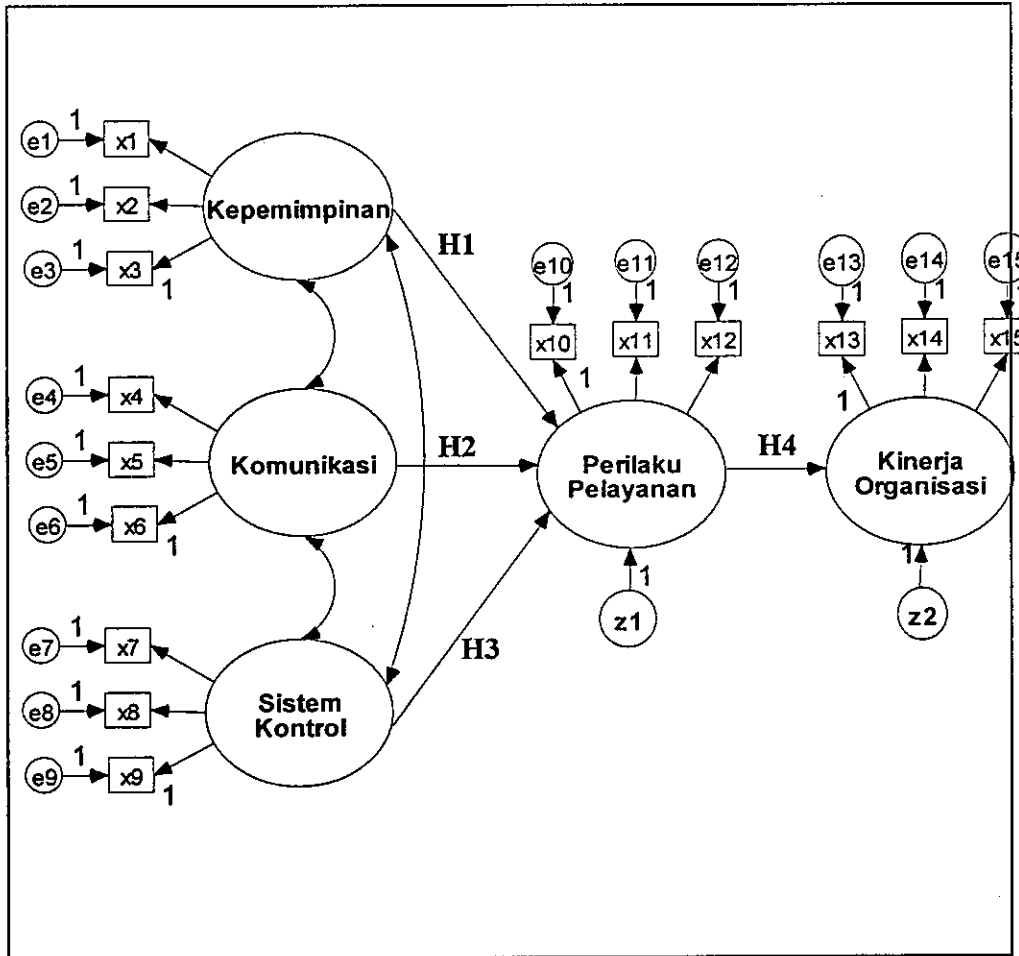 e1 1 x1
e2 1 x2
e3 1 x3
1
Kepemimpinan
H1
e4 1 x4
e5 1 x5
e6 1 x6
1
Komunikasi
H2
e7 1 x7
e8 1 x8
e9 1 x9
1
Sistem
Kontrol
H3
e10 e11 e12
1 1 1
x10 x11 x12
1
Perilaku
Pelayanan
1
z1
H4
e13 e14 e15
1 1 1
x13 x14 x15
1
Kinerja
Organisasi
1
z2